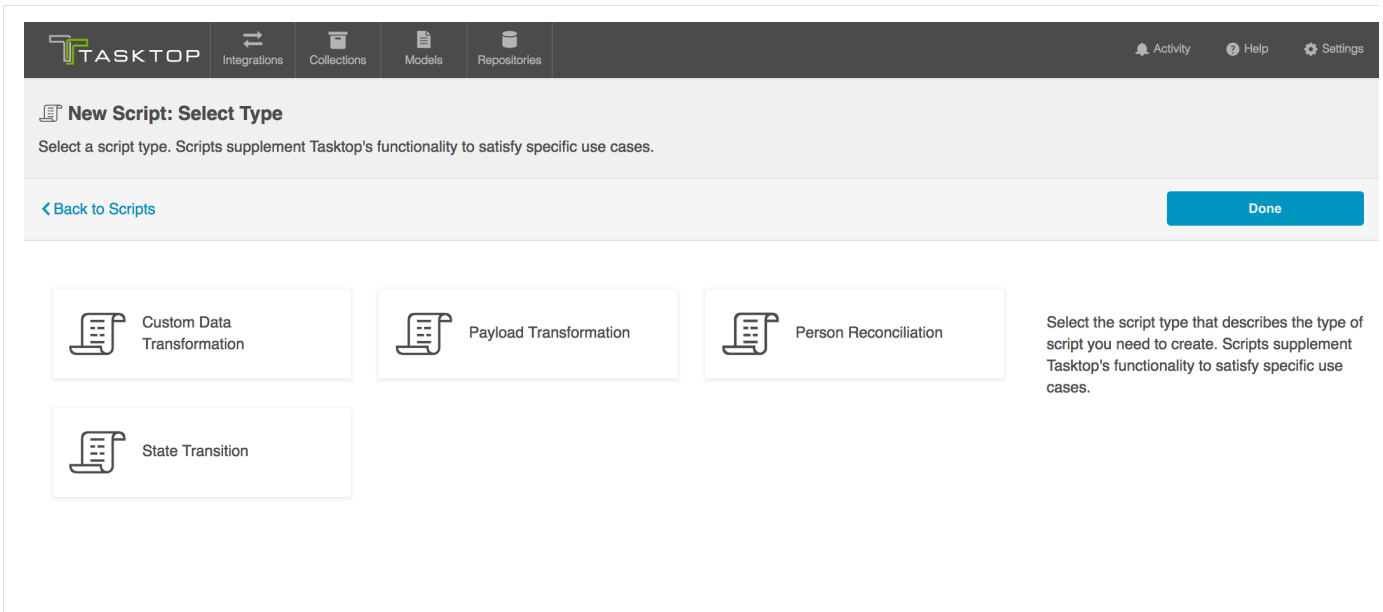 TASKTOP
Integrations
Collections
Models
Repositories
Activity
Help
Settings
New Script: Select Type
Select a script type. Scripts supplement Tasktop's functionality to satisfy specific use cases.
Back to Scripts
Done
Custom Data
Transformation
Payload Transformation
Person Reconciliation
Select the script type that describes the type of
script you need to create. Scripts supplement
Tasktop's functionality to satisfy specific use
cases.
State Transition